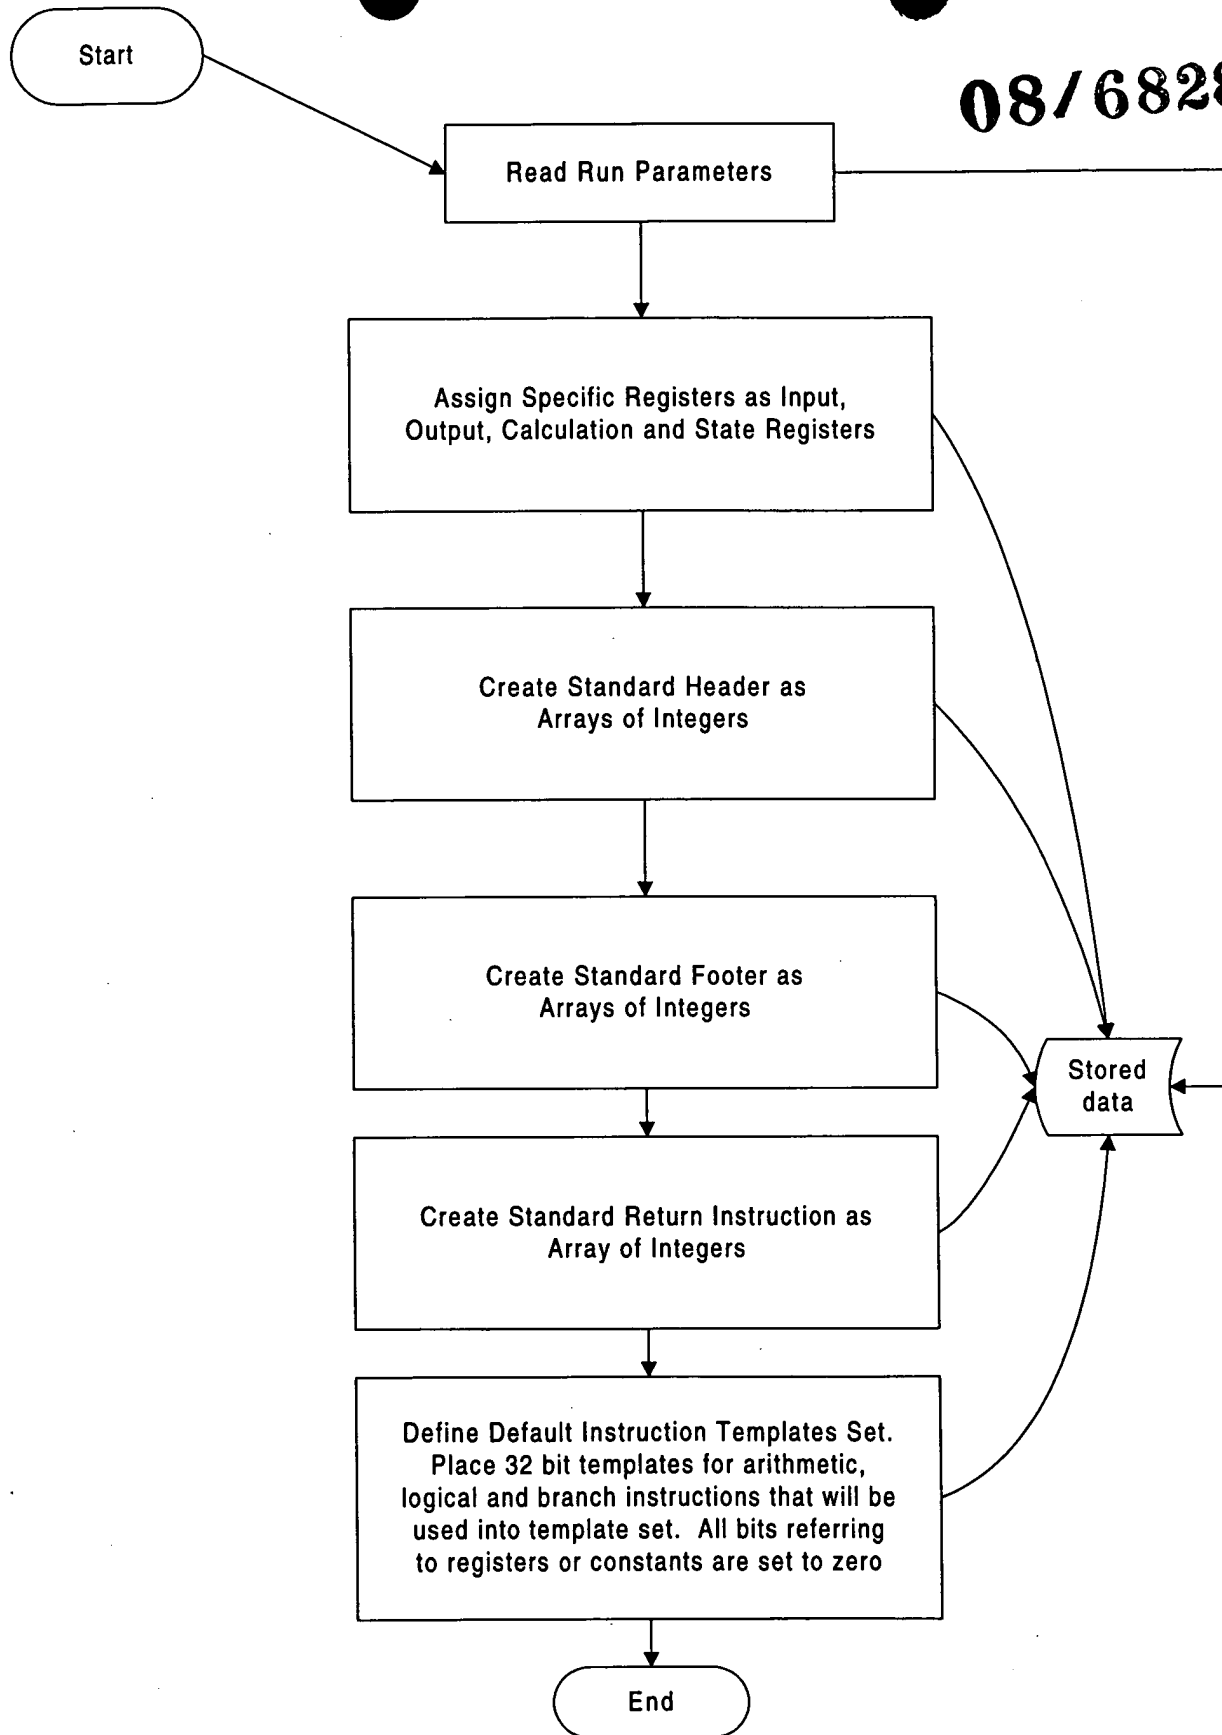 Start
08/6828
Read Run Parameters
Assign Specific Registers as Input,
Output, Calculation and State Registers
Create Standard Header as
Arrays of Integers
Create Standard Footer as
Arrays of Integers
Stored
data
Create Standard Return Instruction as
Array of Integers
Define Default Instruction Templates Set.
Place 32 bit templates for arithmetic,
logical and branch instructions that will be
used into template set. All bits referring
to registers or constants are set to zero
End